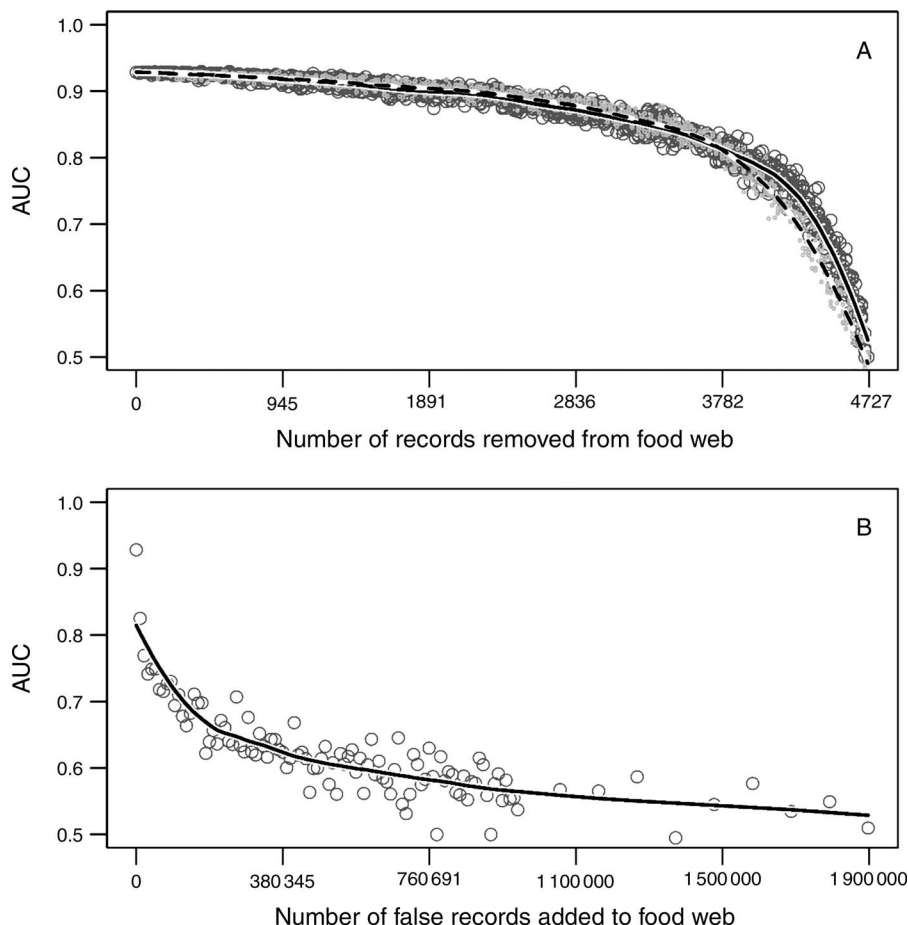 A
1.0
0.9
0.8
0.7
0.6
0.5
AUC
0 945 1891 2836 3782 4727
Number of records removed from food web
B
1.0
0.9
0.8
0.7
0.6
0.5
AUC
0 380 345 760 691 1 100 000 1 500 000 1 900 000
Number of false records added to food web